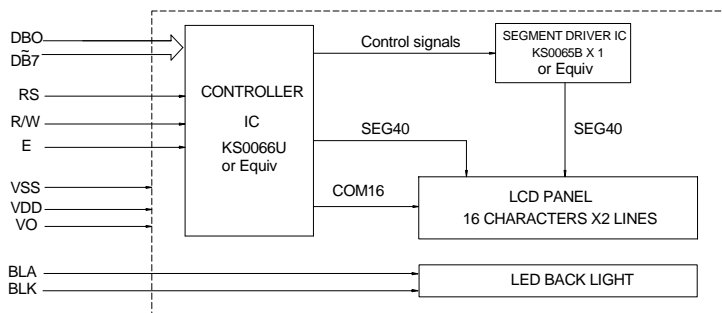 DBO
~
DB7
RS
R/W
E
VSS
VDD
VO
BLA
BLK
CONTROLLER
IC
KS0066U
or Equiv
Control signals
SEGMENT DRIVER IC
KS0065B X 1
or Equiv
SEG40
SEG40
COM16
LCD PANEL
16 CHARACTERS X2 LINES
LED BACK LIGHT